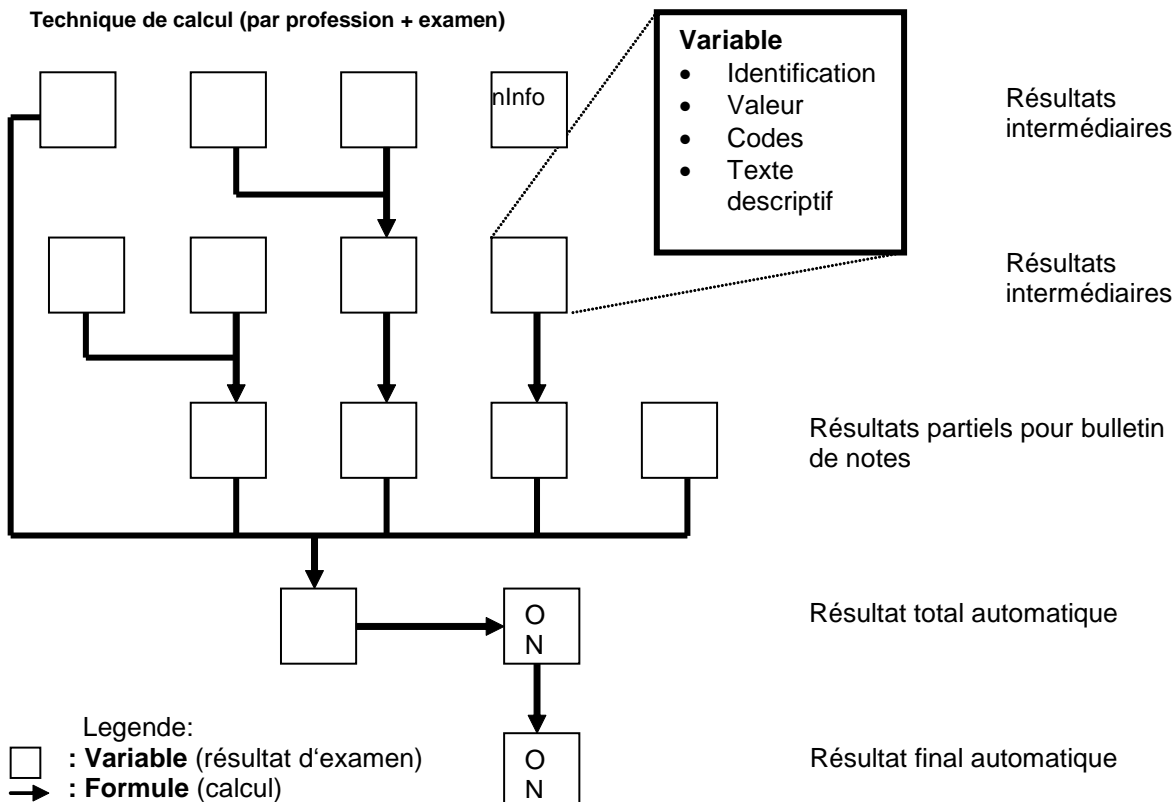 Technique de calcul (par profession + examen)
Variable
• Identification
• Valeur
• Codes
• Texte
descriptif
nInfo
Résultats
intermédiaires
Résultats
intermédiaires
Résultats partiels pour bulletin
de notes
O
N
Résultat total automatique
Legende:
: Variable (résultat d‘examen)
: Formule (calcul)
O
N
Résultat final automatique